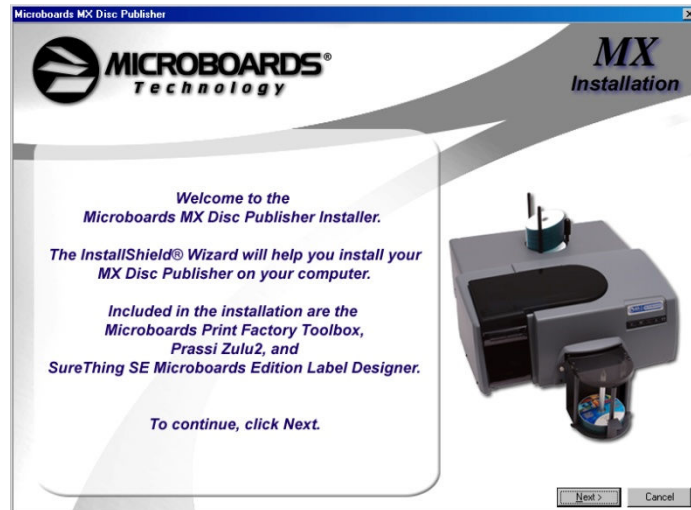 Microboards MX Disc Publisher
MICROBOARDS®
Technology
MX
Installation
Welcome to the
Microboards MX Disc Publisher Installer.
The InstallShield® Wizard will help you install your
MX Disc Publisher on your computer.
Included in the installation are the
Microboards Print Factory Toolbox,
Prassi Zulu2, and
SureThing SE Microboards Edition Label Designer.
To continue, click Next.
Next >
Cancel